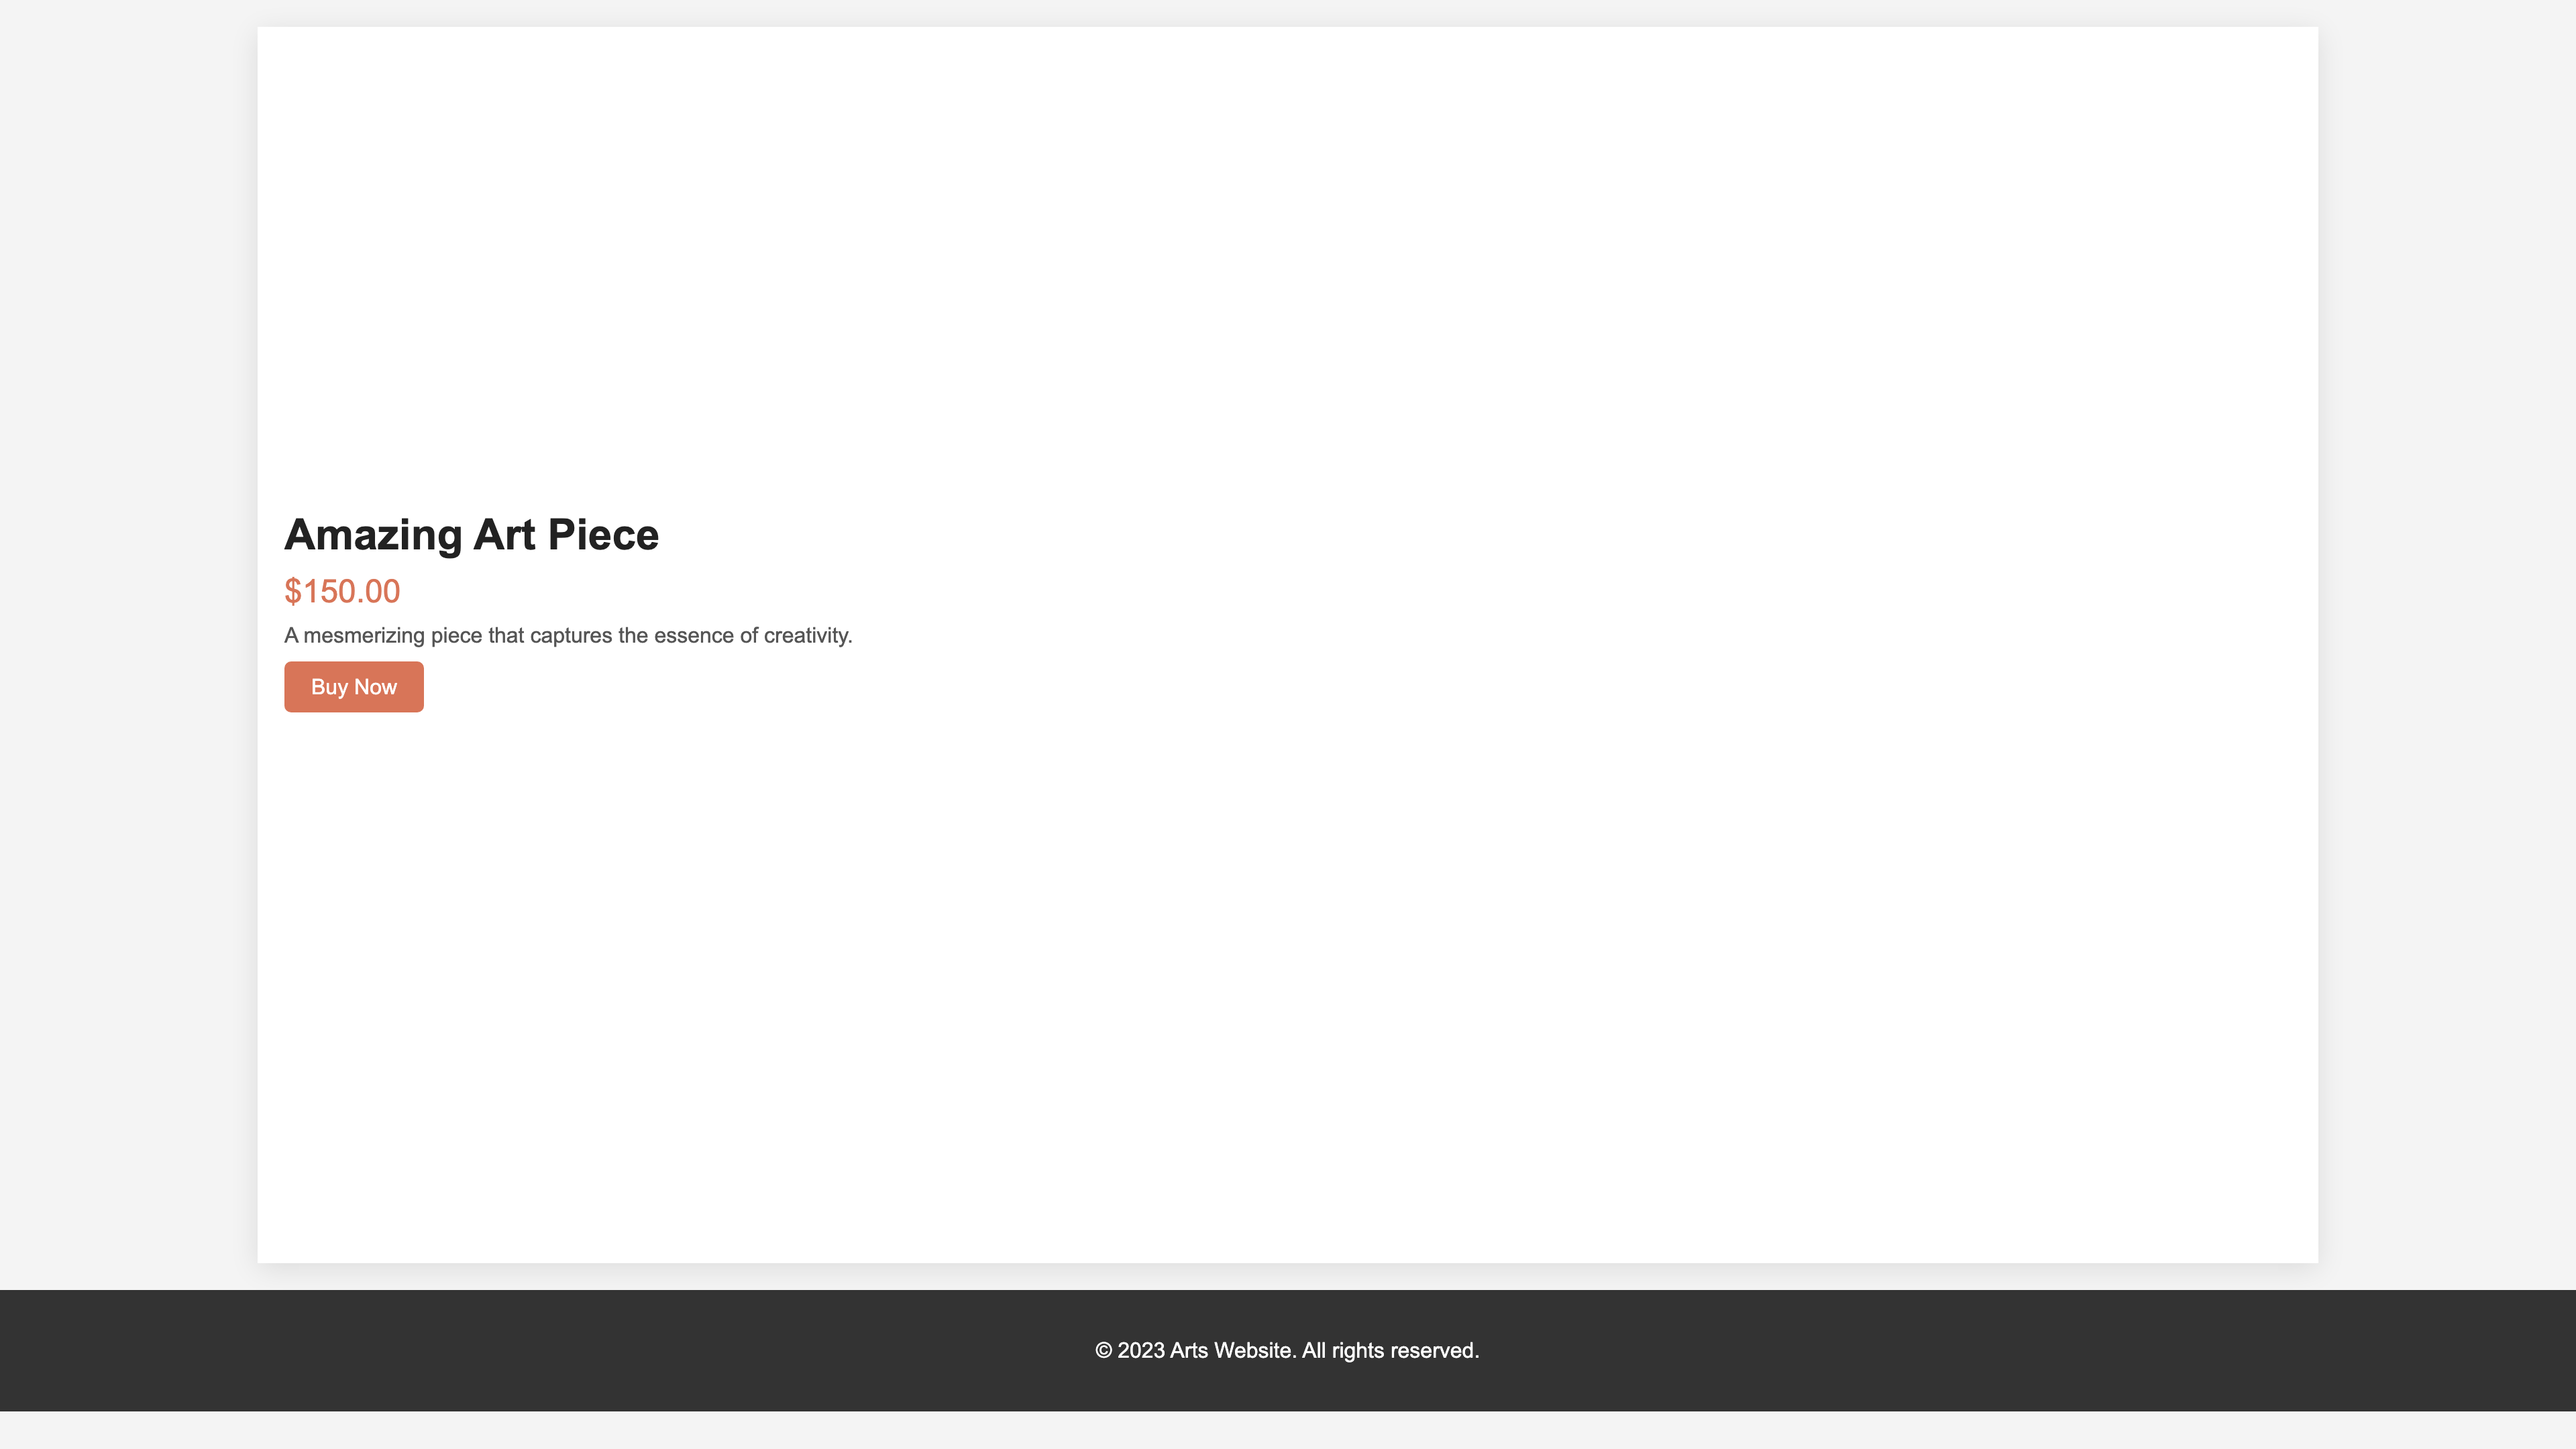 Amazing Art Piece
$150.00
A mesmerizing piece that captures the essence of creativity.
Buy Now
© 2023 Arts Website. All rights reserved.